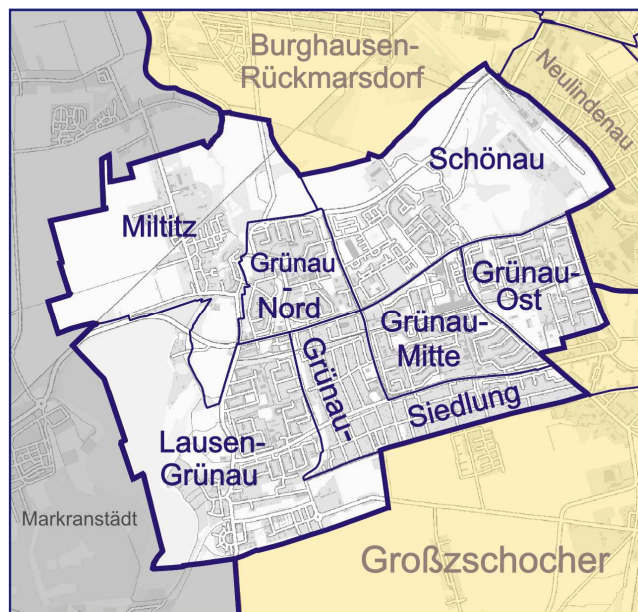 Burghausen-
Rückmarsdorf
Neulindenau
Schönau
Miltitz
Grünau
-
Nord
Grünau-
Ost
Grünau-
Mitte
Grünau-
Siedlung
Lausen-
Grünau
Markranstädt
Großzschocher